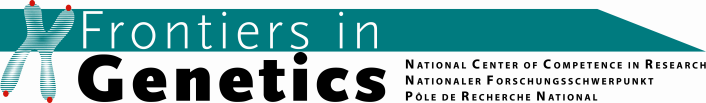 Frontiers in
Genetics
NATIONAL CENTER OF COMPETENCE IN RESEARCH
NATIONALER FORSCHUNGSSCHWERPUNKT
PÔLE DE RECHERCHE NATIONAL